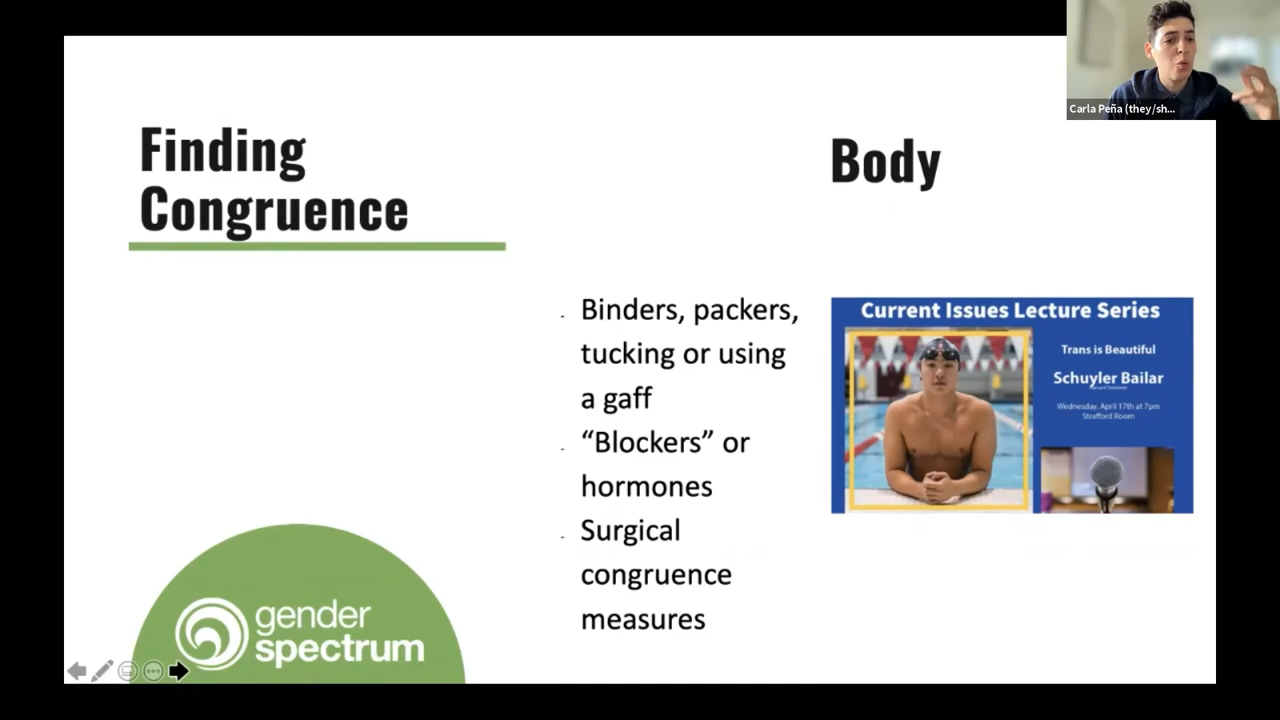 Carla Peña (they/sh...
Finding
Congruence
Body
- Binders, packers,
tucking or using
a gaff
- “Blockers” or
hormones
- Surgical
congruence
measures
Current Issues Lecture Series
Trans is Beautiful
Schuyler Bailar
Wednesday, April 17th at 7pm
Strafford Room
gender
spectrum